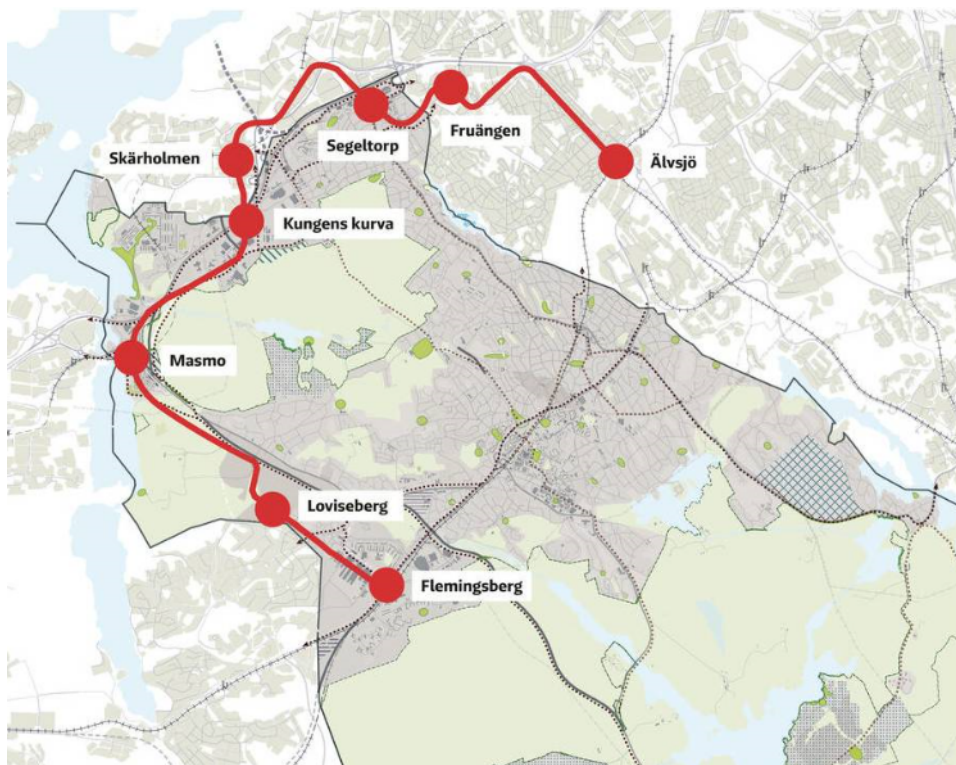 Skärholmen
Segeltorp
Fruängen
Älvsjö
Kungens kurva
Masmo
Loviseberg
Flemingsberg